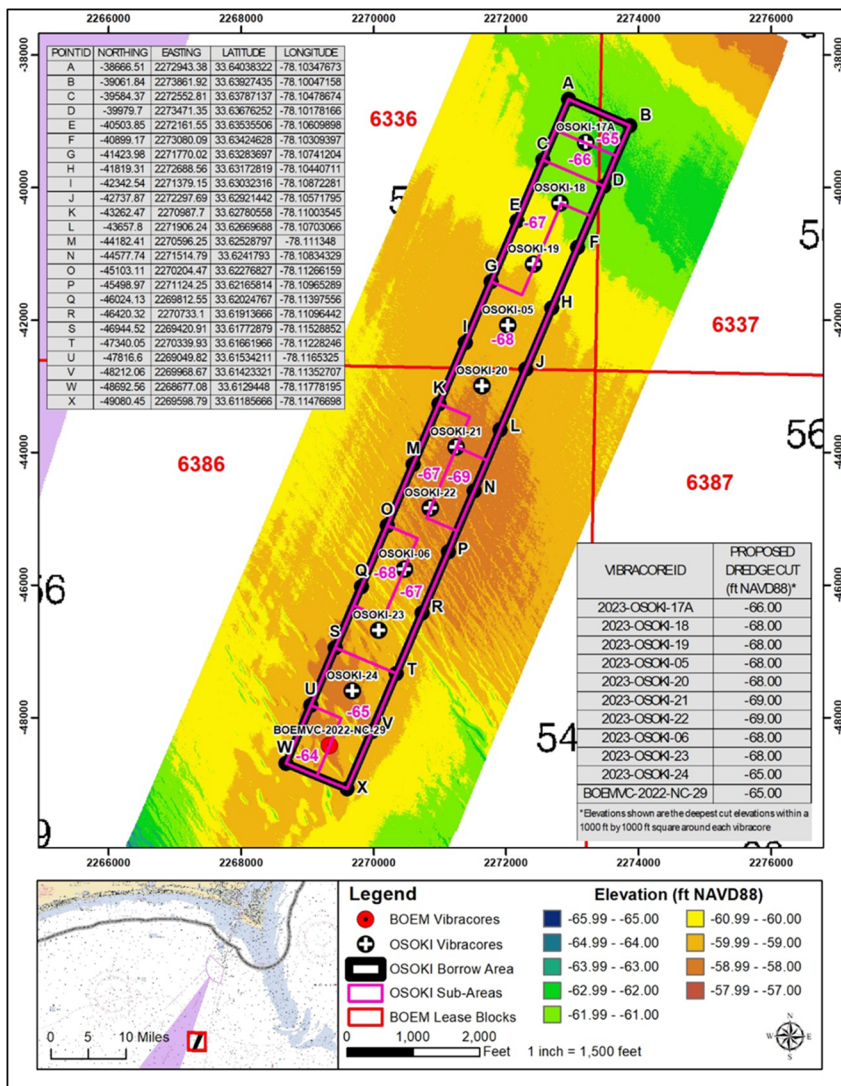 2266000 2268000 2270000 2272000 2274000 2276000
POINTID NORTHING EASTING LATITUDE LONGITUDE
A -38666.51 2272943.38 33.64038322 -78.10347673
B -39061.84 2273861.92 33.63927435 -78.10047158
C -39584.37 2272552.81 33.63787137 -78.10478674
D -39979.7 2273471.35 33.63676252 -78.10178166
E -40503.85 2272161.55 33.63535506 -78.10609898
F -40899.17 2273080.09 33.63424628 -78.10309397
G -41423.98 2271770.02 33.63283697 -78.10741204
H -41819.31 2272688.56 33.63172819 -78.10440711
I -42342.54 2271379.15 33.63032316 -78.10872281
J -42737.87 2272297.69 33.62921442 -78.10571795
K -43262.47 2270987.7 33.62780558 -78.11003545
L -43657.8 2271906.24 33.62669688 -78.10703066
M -44182.41 2270596.25 33.62528797 -78.111348
N -44577.74 2271514.79 33.6241793 -78.10834329
O -45103.11 2270204.47 33.62276827 -78.11266159
P -45498.97 2271124.25 33.62165814 -78.10965289
Q -46024.13 2269812.55 33.62024767 -78.11397556
R -46420.32 2270733.1 33.61913666 -78.11096442
S -46944.52 2269420.91 33.61772879 -78.11528852
T -47340.05 2270339.93 33.61661966 -78.11228246
U -47816.6 2269049.82 33.61534211 -78.1165325
V -48212.06 2269968.67 33.61423321 -78.11352707
W -48692.56 2268677.08 33.6129448 -78.11778195
X -49080.45 2269598.79 33.61185666 -78.11476698
-38000 -38000
-40000 -40000
-42000 -42000
-44000 -44000
-46000 -46000
-48000 -48000
6336
6337
6386
6387
56
54
A
B
OSOKI-17A
-65
-66
C
D
OSOKI-18
E
-67
F
OSOKI-19
G
H
OSOKI-05
-68
I
J
OSOKI-20
K
L
OSOKI-21
M
-67 -69
N
OSOKI-22
O
P
OSOKI-06
-68
Q
-67
R
OSOKI-23
S
T
OSOKI-24
U
-65
V
BOEMVC-2022-NC-29
W
-64
X
VIBRACORE ID PROPOSED DREDGE CUT (ft NAVD88)*
2023-OSOKI-17A -66.00
2023-OSOKI-18 -68.00
2023-OSOKI-19 -68.00
2023-OSOKI-05 -68.00
2023-OSOKI-20 -68.00
2023-OSOKI-21 -69.00
2023-OSOKI-22 -69.00
2023-OSOKI-06 -68.00
2023-OSOKI-23 -68.00
2023-OSOKI-24 -65.00
BOEMVC-2022-NC-29 -65.00
*Elevations shown are the deepest cut elevations within a
1000 ft by 1000 ft square around each vibracore
2266000 2268000 2270000 2272000 2274000 2276000
0 5 10 Miles
Legend
BOEM Vibracores
OSOKI Vibracores
OSOKI Borrow Area
OSOKI Sub-Areas
BOEM Lease Blocks
0 1,000 2,000
Feet 1 inch = 1,500 feet
Elevation (ft NAVD88)
-65.99 - -65.00
-64.99 - -64.00
-63.99 - -63.00
-62.99 - -62.00
-61.99 - -61.00
-60.99 - -60.00
-59.99 - -59.00
-58.99 - -58.00
-57.99 - -57.00
N
W E
S